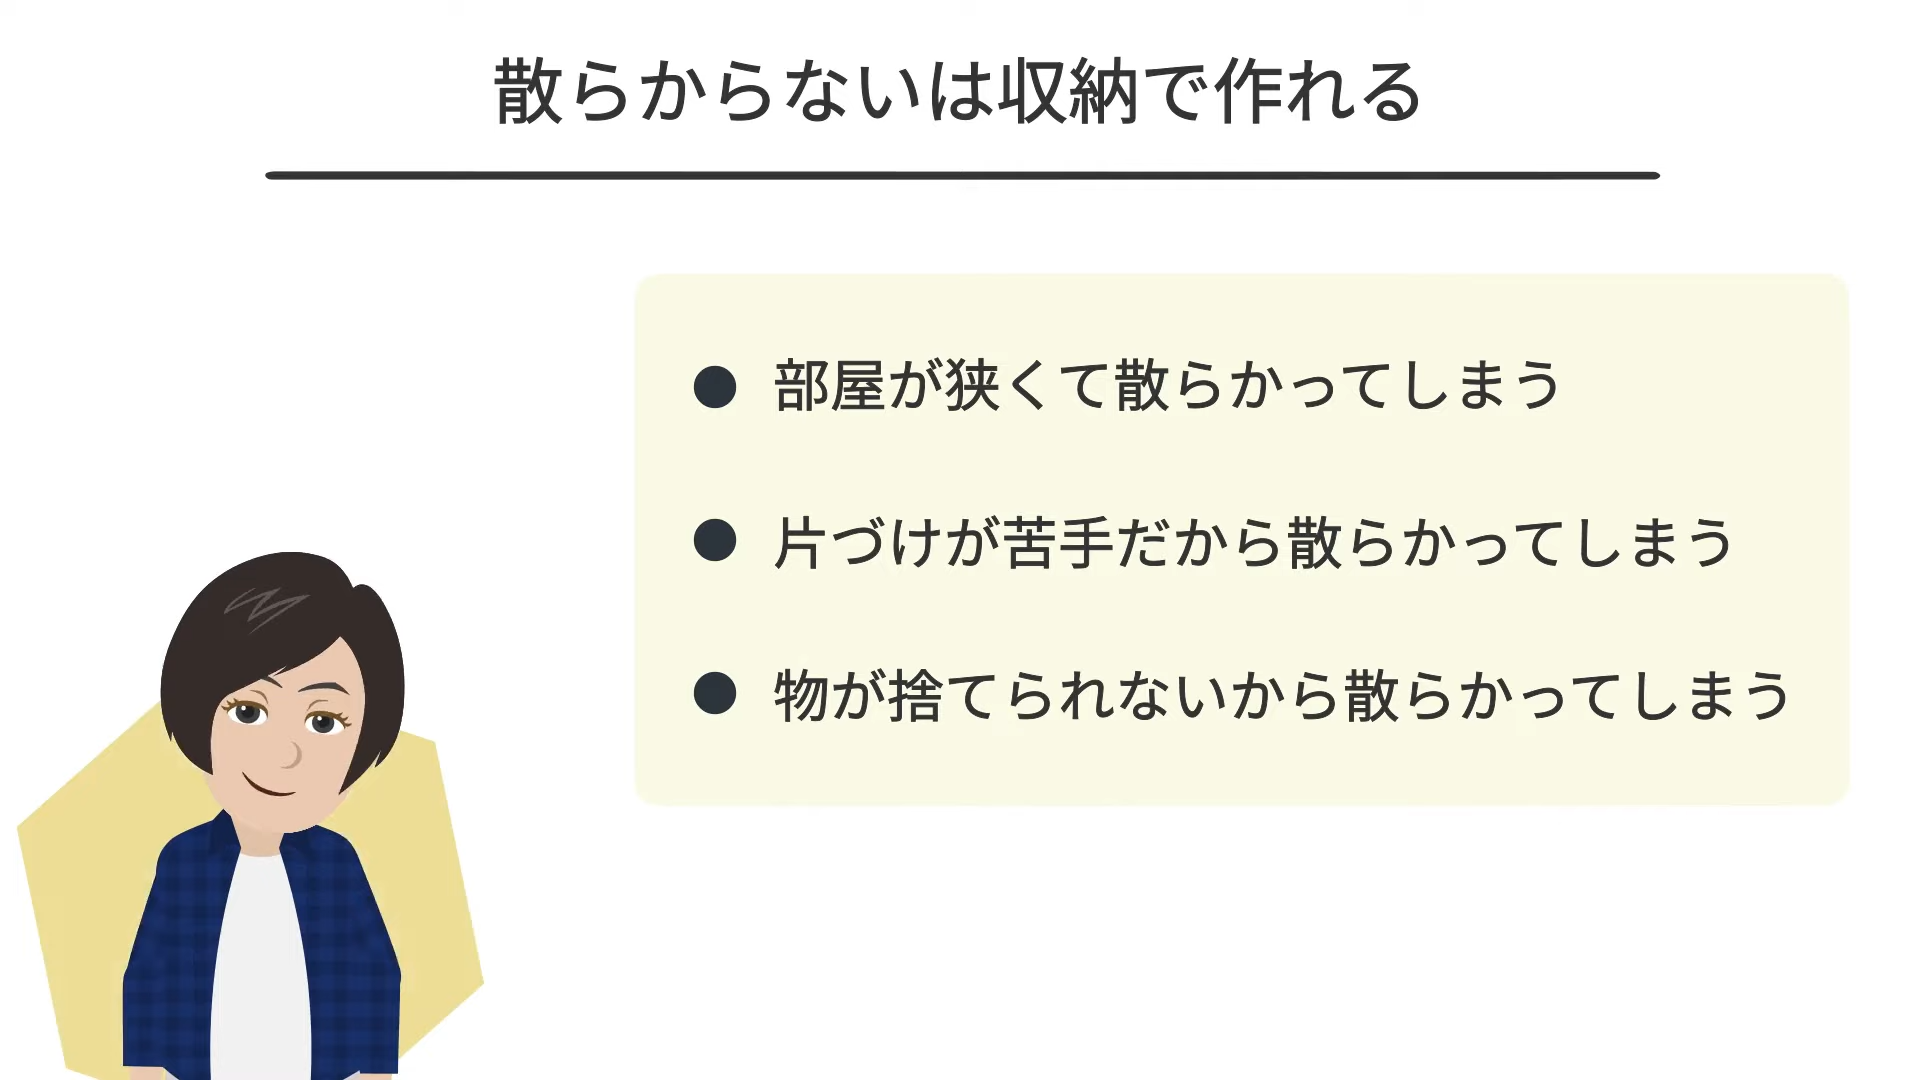 散らからないは収納で作れる
● 部屋が狭くて散らかってしまう
● 片づけが苦手だから散らかってしまう
● 物が捨てられないから散らかってしまう